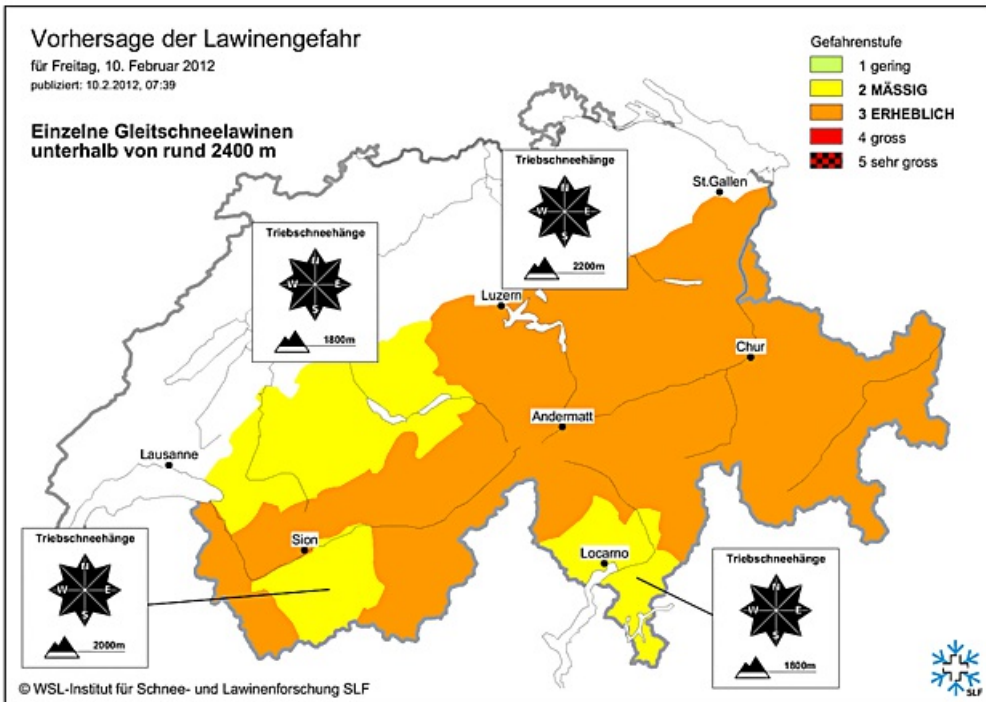 Vorhersage der Lawinengefahr
für Freitag, 10. Februar 2012
publiziert: 10.2.2012, 07:39
Einzelne Gleitschneelawinen
unterhalb von rund 2400 m
Gefahrenstufe
1 gering
2 MÄSSIG
3 ERHEBLICH
4 gross
5 sehr gross
Triebschneehänge
N
W E
S
2200m
St.Gallen
Triebschneehänge
N
W E
S
1800m
Luzern
Chur
Andermatt
Lausanne
Sion
Locarno
Triebschneehänge
N
W E
S
2000m
Triebschneehänge
N
W E
S
1800m
© WSL-Institut für Schnee- und Lawinenforschung SLF
SLF